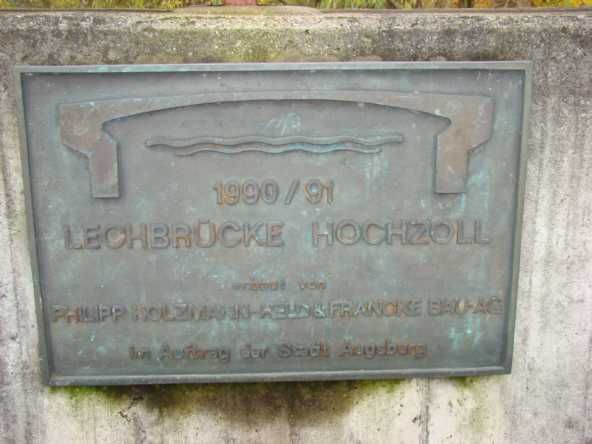 1990/91
LECHBRÜCKE HOCHZOLL
erbaut von
PHILIPP HOLZMANN-HELD & FRANCKE BAU-AG
im Auftrag der Stadt Augsburg